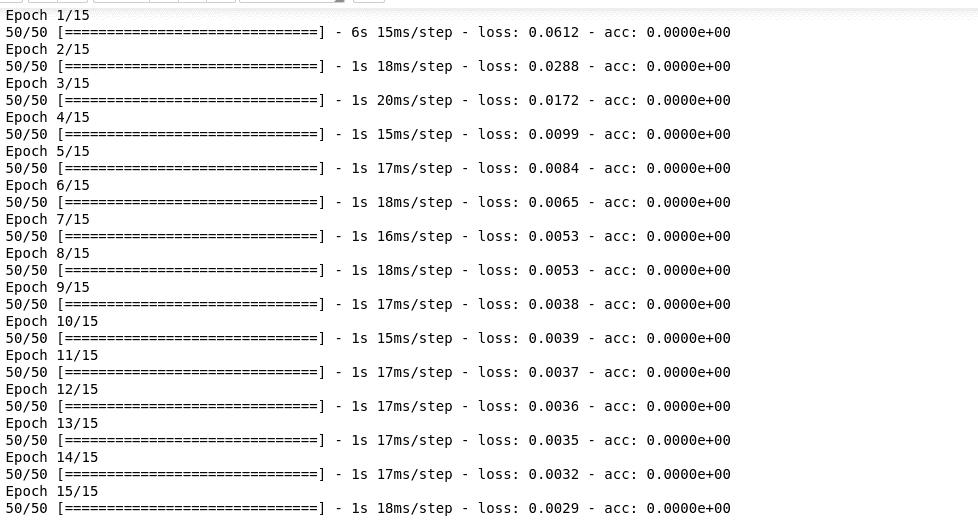 Epoch 1/15
50/50 [==============================] - 6s 15ms/step - loss: 0.0612 - acc: 0.0000e+00
Epoch 2/15
50/50 [==============================] - 1s 18ms/step - loss: 0.0288 - acc: 0.0000e+00
Epoch 3/15
50/50 [==============================] - 1s 20ms/step - loss: 0.0172 - acc: 0.0000e+00
Epoch 4/15
50/50 [==============================] - 1s 15ms/step - loss: 0.0099 - acc: 0.0000e+00
Epoch 5/15
50/50 [==============================] - 1s 17ms/step - loss: 0.0084 - acc: 0.0000e+00
Epoch 6/15
50/50 [==============================] - 1s 18ms/step - loss: 0.0065 - acc: 0.0000e+00
Epoch 7/15
50/50 [==============================] - 1s 16ms/step - loss: 0.0053 - acc: 0.0000e+00
Epoch 8/15
50/50 [==============================] - 1s 18ms/step - loss: 0.0053 - acc: 0.0000e+00
Epoch 9/15
50/50 [==============================] - 1s 17ms/step - loss: 0.0038 - acc: 0.0000e+00
Epoch 10/15
50/50 [==============================] - 1s 15ms/step - loss: 0.0039 - acc: 0.0000e+00
Epoch 11/15
50/50 [==============================] - 1s 17ms/step - loss: 0.0037 - acc: 0.0000e+00
Epoch 12/15
50/50 [==============================] - 1s 17ms/step - loss: 0.0036 - acc: 0.0000e+00
Epoch 13/15
50/50 [==============================] - 1s 17ms/step - loss: 0.0035 - acc: 0.0000e+00
Epoch 14/15
50/50 [==============================] - 1s 17ms/step - loss: 0.0032 - acc: 0.0000e+00
Epoch 15/15
50/50 [==============================] - 1s 18ms/step - loss: 0.0029 - acc: 0.0000e+00